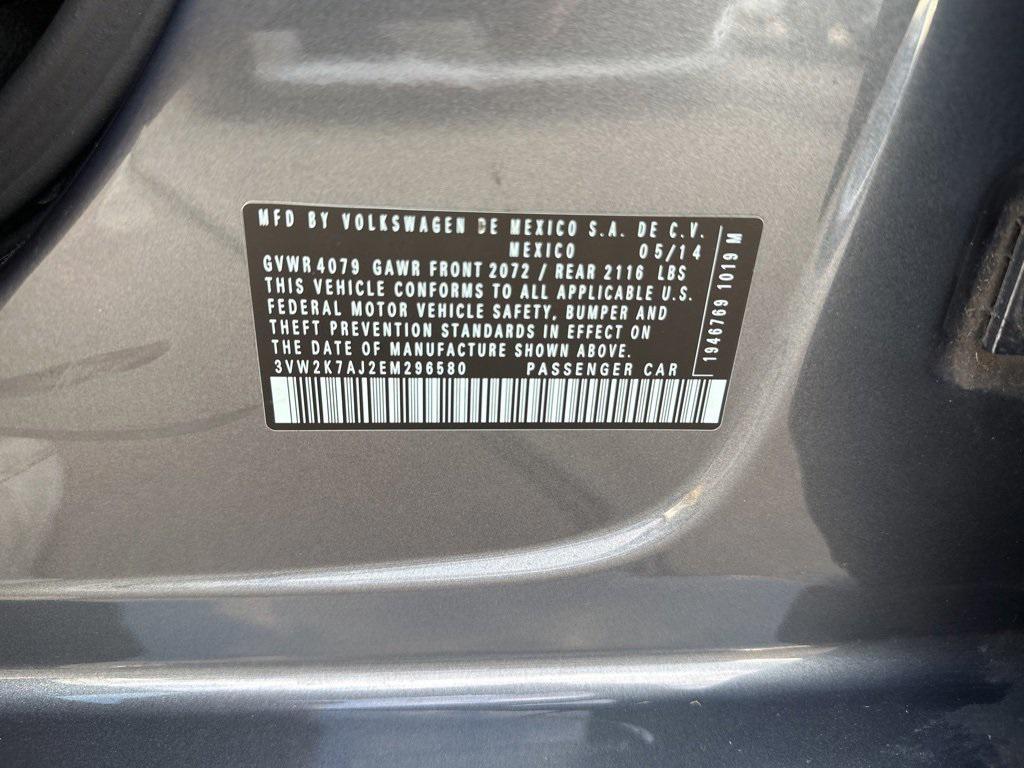 MFD BY VOLKSWAGEN DE MEXICO S.A. DE C.V.
MEXICO 05/14
GVWR 4079 GAWR FRONT 2072 / REAR 2116 LBS
THIS VEHICLE CONFORMS TO ALL APPLICABLE U.S.
FEDERAL MOTOR VEHICLE SAFETY, BUMPER AND
THEFT PREVENTION STANDARDS IN EFFECT ON
THE DATE OF MANUFACTURE SHOWN ABOVE.
3VW2K7AJ2EM296580 PASSENGER CAR
1946769 1019 M